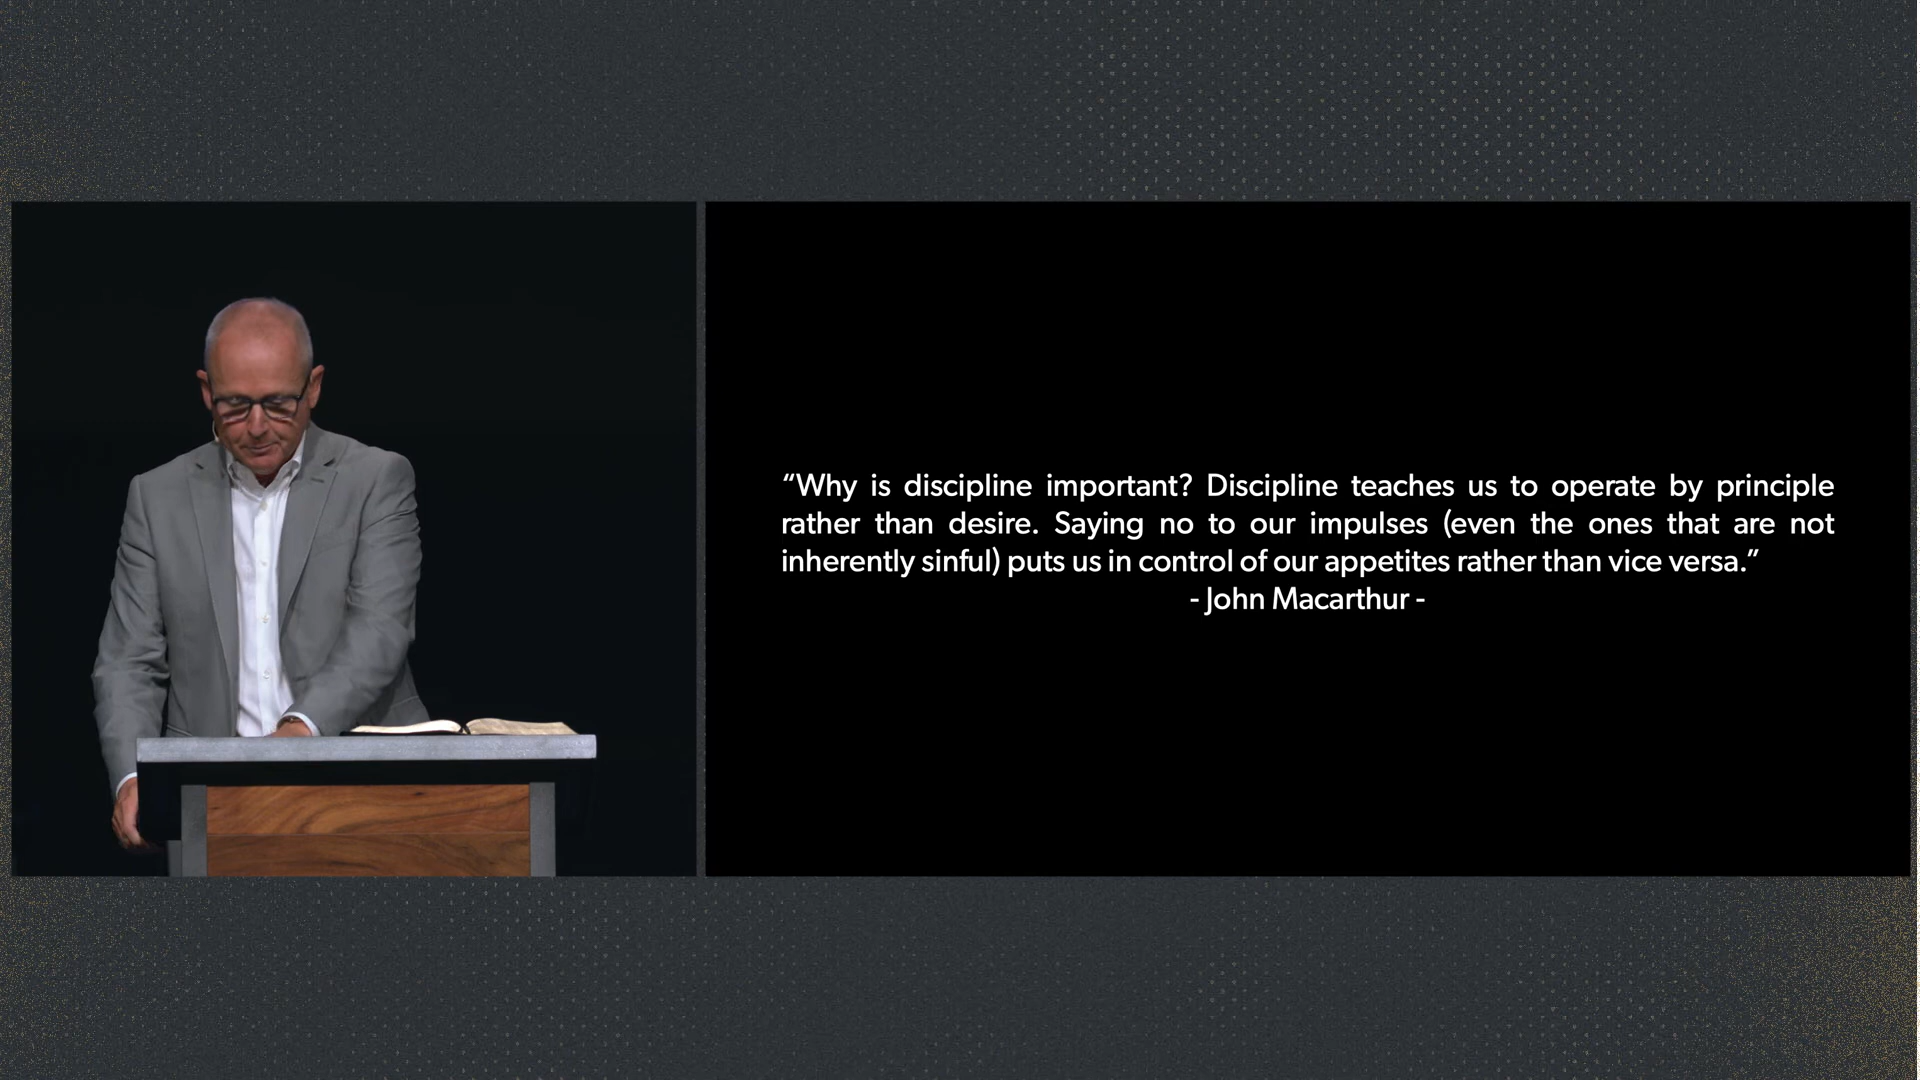 “Why is discipline important? Discipline teaches us to operate by principle
rather than desire. Saying no to our impulses (even the ones that are not
inherently sinful) puts us in control of our appetites rather than vice versa.”
- John Macarthur -